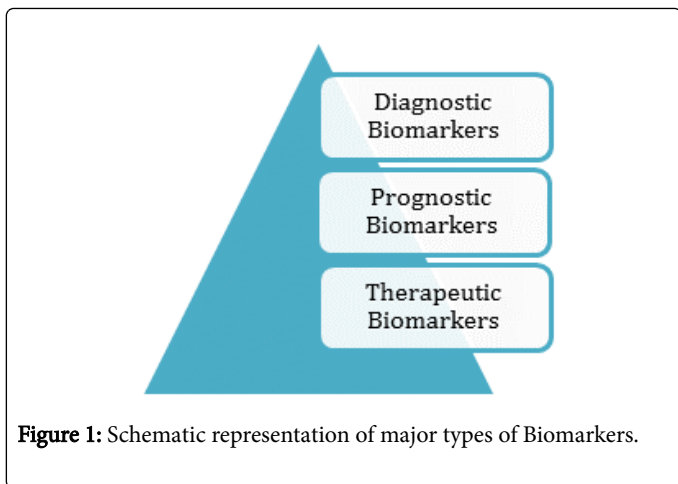 Diagnostic
Biomarkers
Prognostic
Biomarkers
Therapeutic
Biomarkers
Figure 1: Schematic representation of major types of Biomarkers.